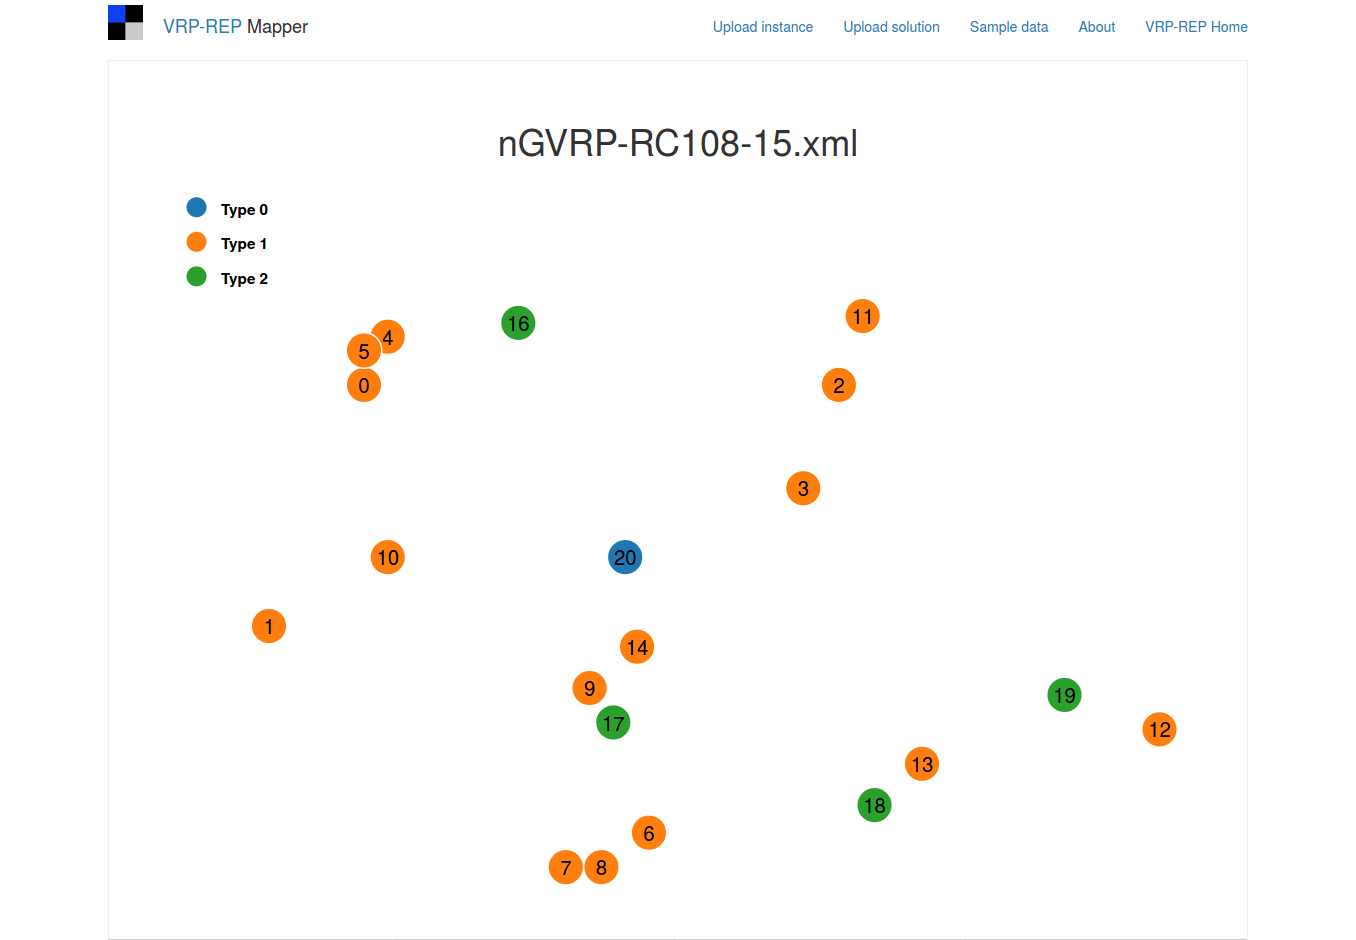 VRP-REP Mapper
Upload instance
Upload solution
Sample data
About
VRP-REP Home
nGVRP-RC108-15.xml
Type 0
Type 1
Type 2
11
16
4
5
0
2
3
10
20
1
14
9
19
17
12
13
18
6
7
8